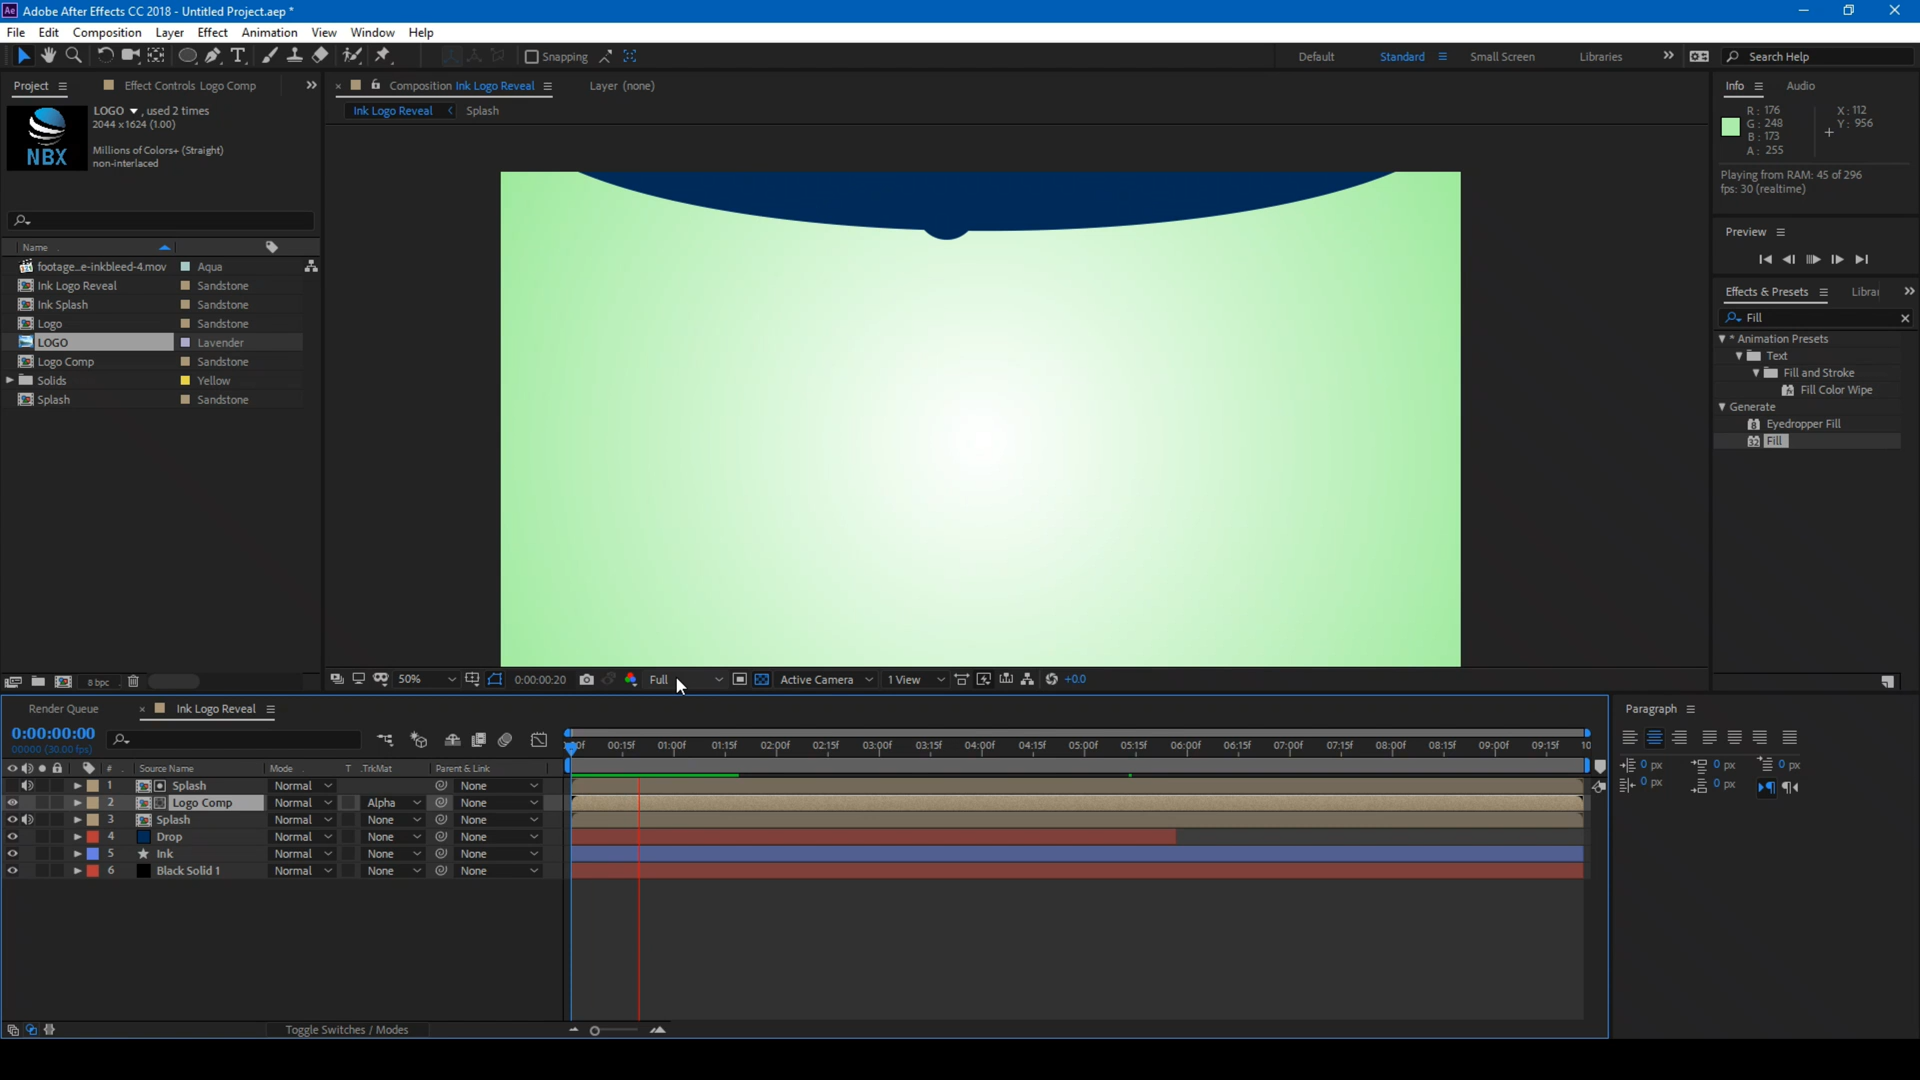 Ae Adobe After Effects CC 2018 - Untitled Project.aep *
File Edit Composition Layer Effect Animation View Window Help
T Snapping Default Standard Small Screen Libraries Search Help
Project Effect Controls Logo Comp
Composition Ink Logo Reveal Layer (none)
Info Audio
LOGO , used 2 times
2044 x 1624 (1.00)
Millions of Colors+ (Straight)
non-interlaced
NBX
Ink Logo Reveal Splash
R: 176
G: 248
B: 173
A: 255
X: 112
Y: 956
Playing from RAM: 45 of 296
fps: 30 (realtime)
Preview
Effects & Presets Librar
Fill
* Animation Presets
Text
Fill and Stroke
Fill Color Wipe
Generate
Eyedropper Fill
Fill
Name
footage...e-inkbleed-4.mov Aqua
Ink Logo Reveal Sandstone
Ink Splash Sandstone
Logo Sandstone
LOGO Lavender
Logo Comp Sandstone
Solids Yellow
Splash Sandstone
8 bpc
50% 0:00:00:20 Full Active Camera 1 View +0.0
Render Queue Ink Logo Reveal
0:00:00:00
00000 (30.00 fps)
00:15f 01:00f 01:15f 02:00f 02:15f 03:00f 03:15f 04:00f 04:15f 05:00f 05:15f 06:00f 06:15f 07:00f 07:15f 08:00f 08:15f 09:00f 09:15f 10
# Source Name Mode T .TrkMat Parent & Link
1 Splash Normal None
2 Logo Comp Normal Alpha None
3 Splash Normal None None
4 Drop Normal None None
5 Ink Normal None None
6 Black Solid 1 Normal None None
Toggle Switches / Modes
Paragraph
0 px 0 px 0 px
0 px 0 px